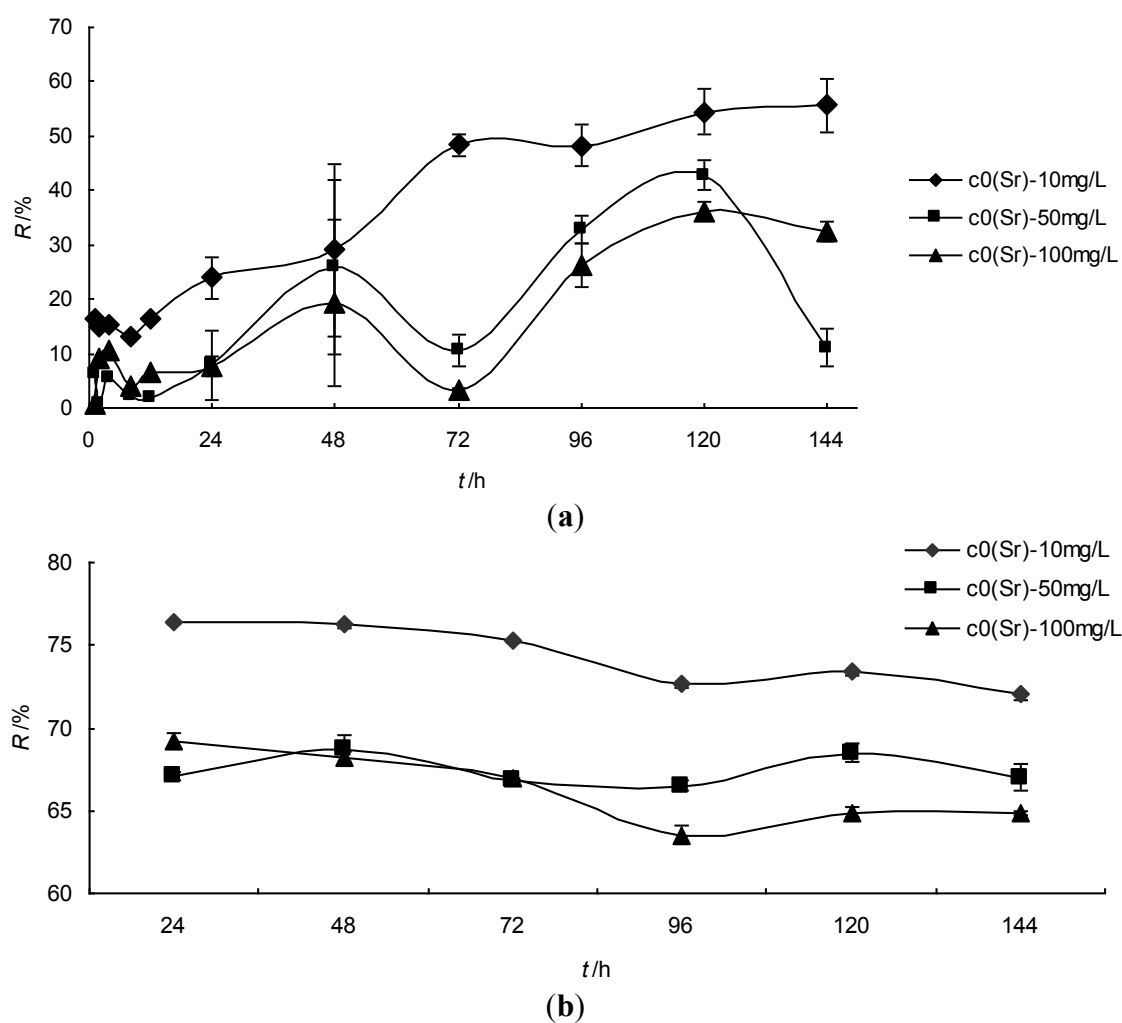 70
60
50
40
30
20
10
0
R/%
0 24 48 72 96 120 144
t/h
c0(Sr)-10mg/L
c0(Sr)-50mg/L
c0(Sr)-100mg/L
(a)
80
75
70
65
60
R/%
24 48 72 96 120 144
t/h
c0(Sr)-10mg/L
c0(Sr)-50mg/L
c0(Sr)-100mg/L
(b)